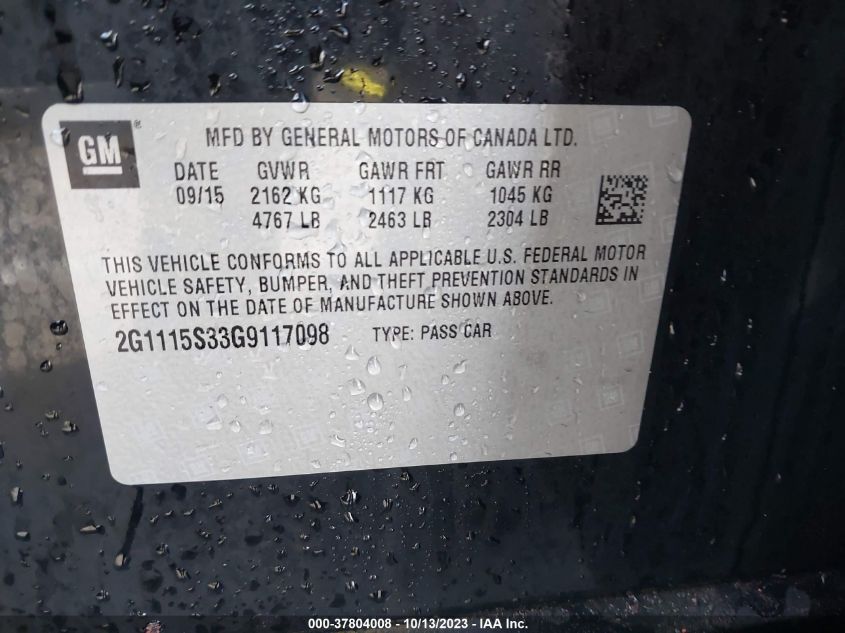 GM ®
MFD BY GENERAL MOTORS OF CANADA LTD.
DATE GVWR GAWR FRT GAWR RR
09/15 2162 KG 1117 KG 1045 KG
4767 LB 2463 LB 2304 LB
THIS VEHICLE CONFORMS TO ALL APPLICABLE U.S. FEDERAL MOTOR
VEHICLE SAFETY, BUMPER, AND THEFT PREVENTION STANDARDS IN
EFFECT ON THE DATE OF MANUFACTURE SHOWN ABOVE.
2G1115S33G9117098 TYPE: PASS CAR
000-37804008 - 10/13/2023 - IAA Inc.